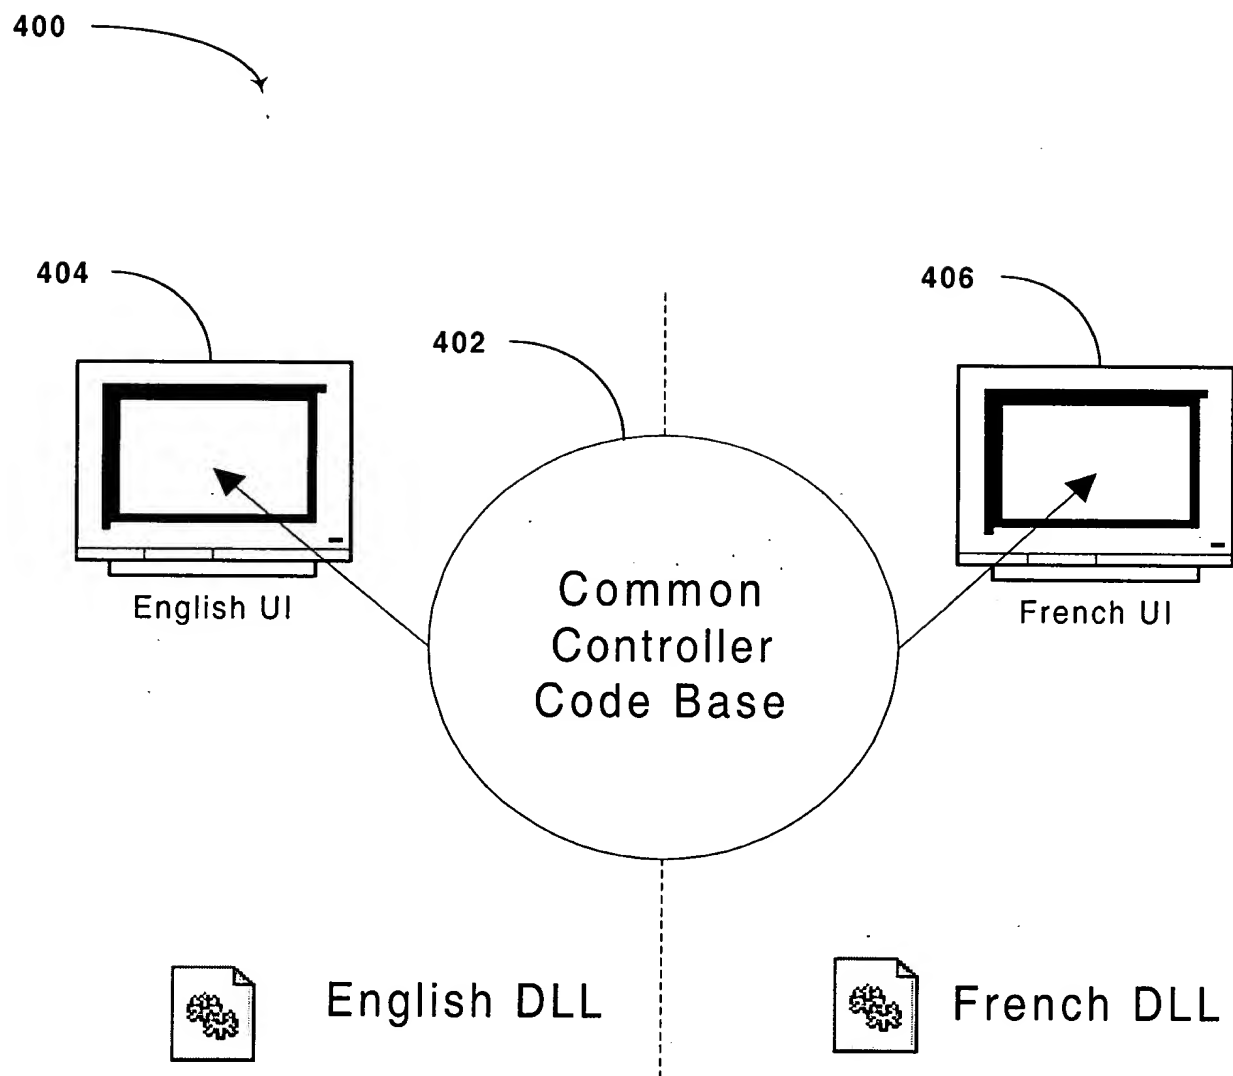 400
404
406
402
English UI
French UI
Common
Controller
Code Base
English DLL
French DLL